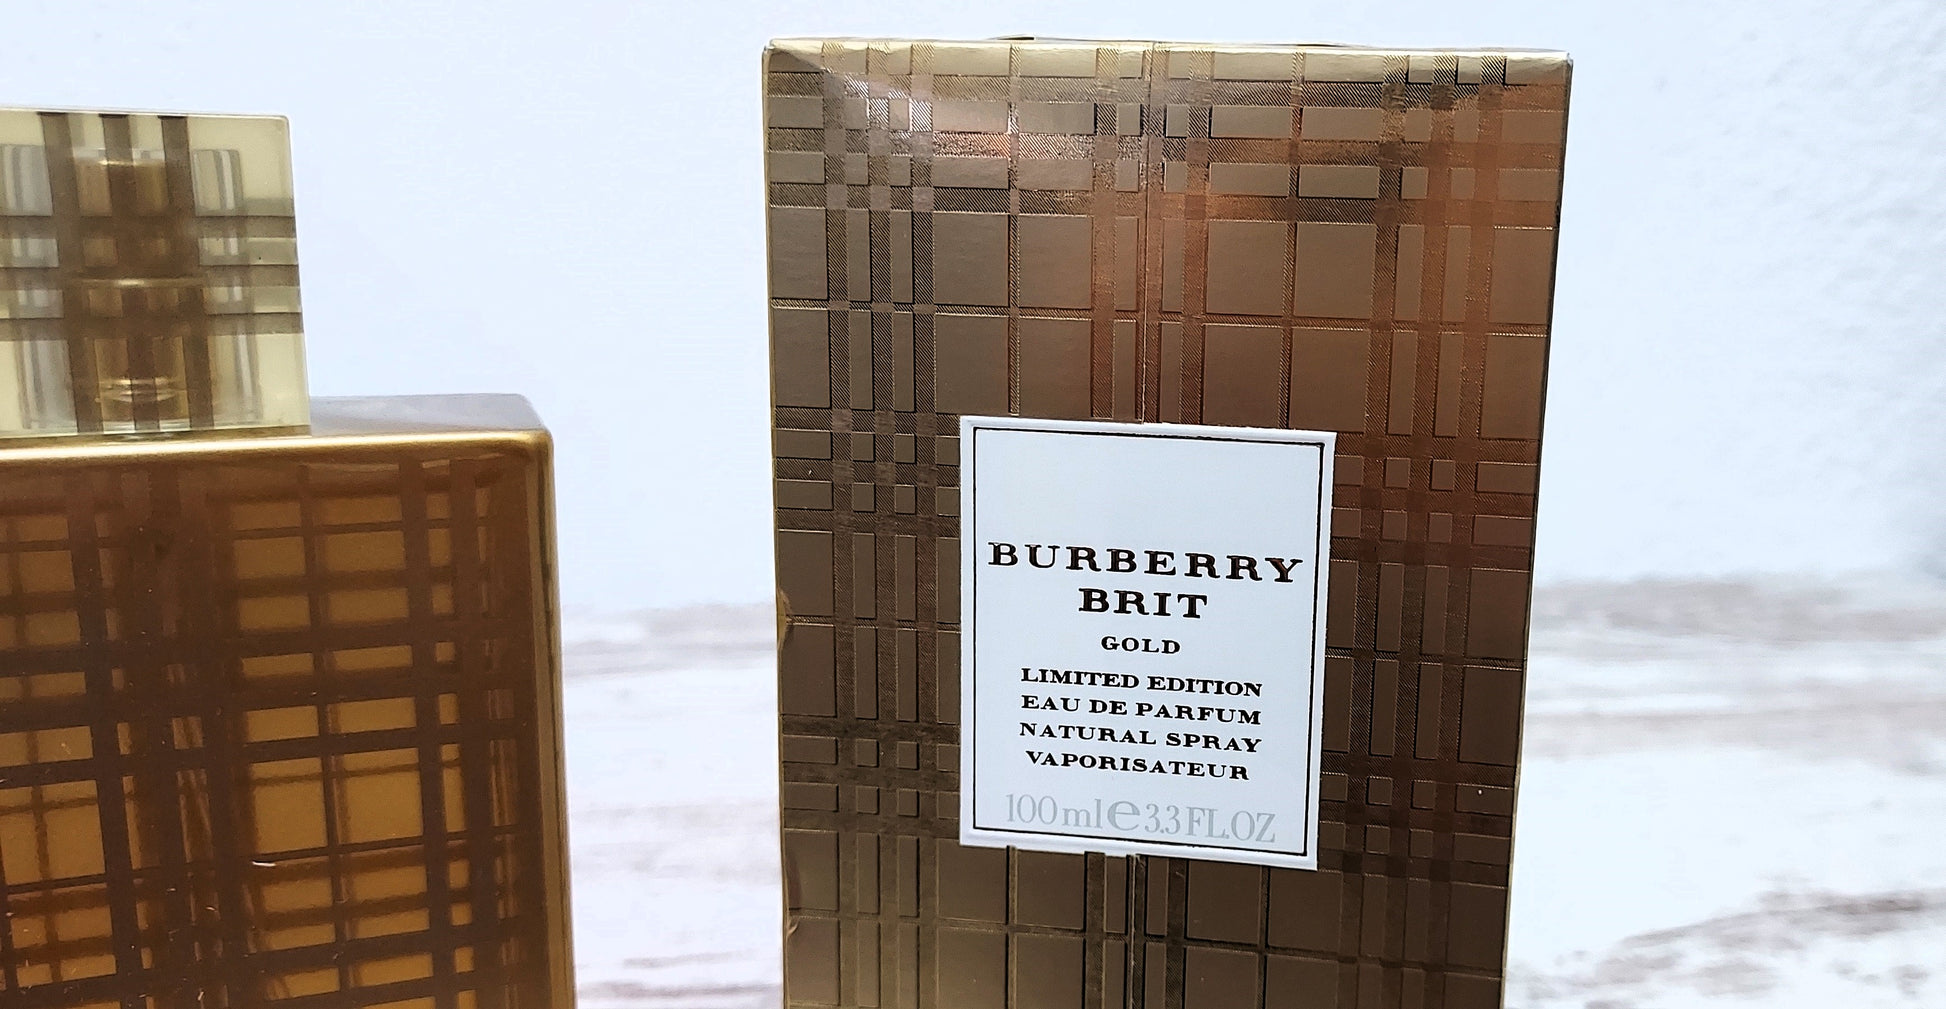 BURBERRY
BRIT
GOLD
LIMITED EDITION
EAU DE PARFUM
NATURAL SPRAY
VAPORISATEUR
100 ml ℮ 3.3 FL.OZ